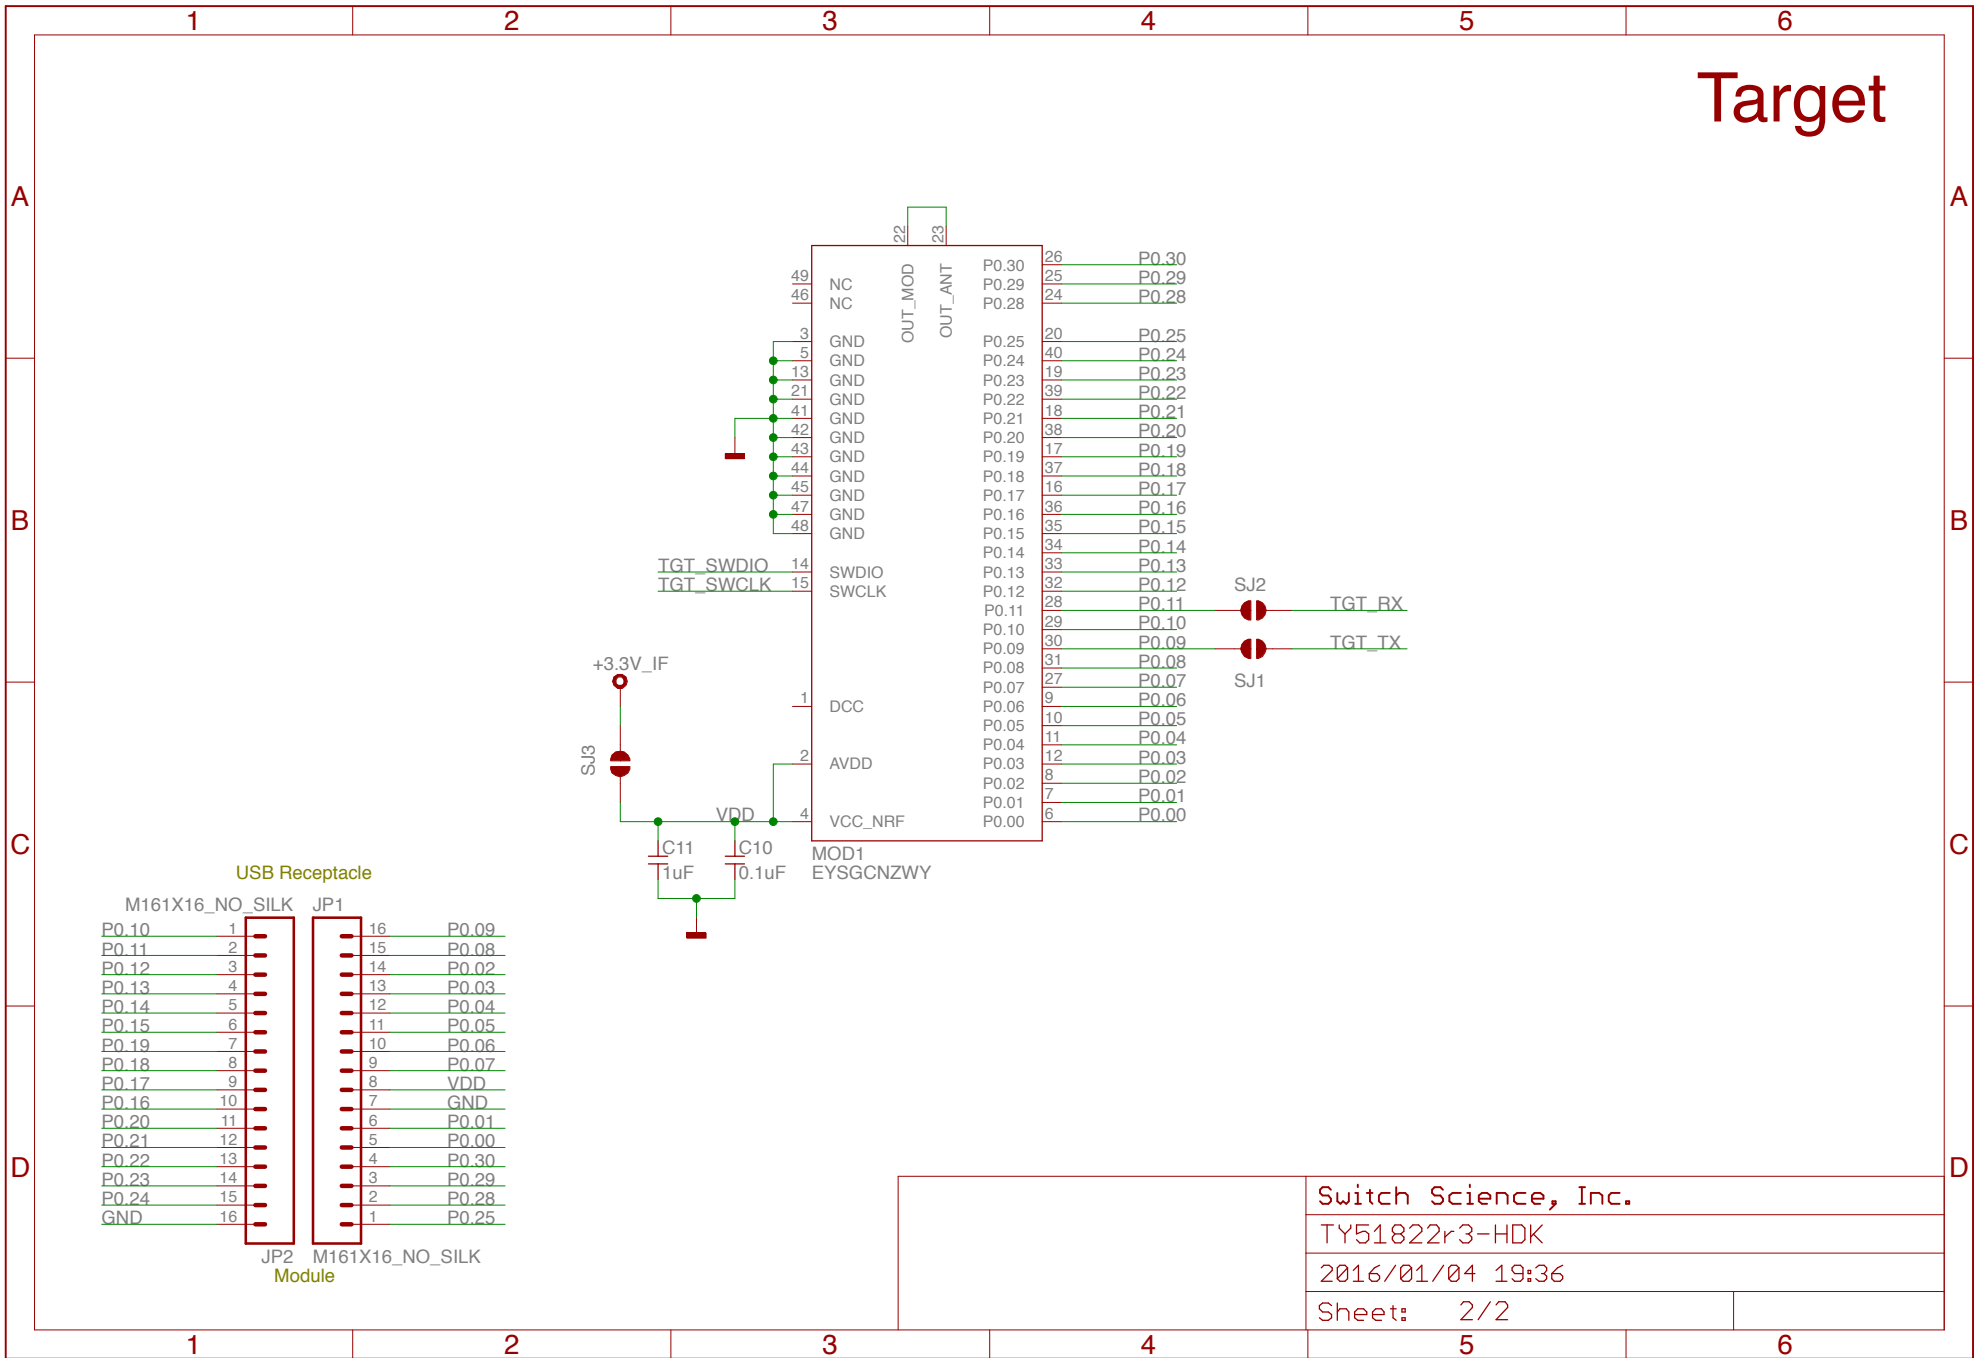 1 2 3 4 5 6
Target
A A
B B
C C
D D
22 23
OUT_MOD OUT_ANT
49 NC
46 NC
3 GND
5 GND
13 GND
21 GND
41 GND
42 GND
43 GND
44 GND
45 GND
47 GND
48 GND
TGT_SWDIO 14 SWDIO
TGT_SWCLK 15 SWCLK
1 DCC
2 AVDD
VDD 4 VCC_NRF
P0.30 26 P0.30
P0.29 25 P0.29
P0.28 24 P0.28
P0.25 20 P0.25
P0.24 40 P0.24
P0.23 19 P0.23
P0.22 39 P0.22
P0.21 18 P0.21
P0.20 38 P0.20
P0.19 17 P0.19
P0.18 37 P0.18
P0.17 16 P0.17
P0.16 36 P0.16
P0.15 35 P0.15
P0.14 34 P0.14
P0.13 33 P0.13
P0.12 32 P0.12
P0.11 28 P0.11
P0.10 29 P0.10
P0.09 30 P0.09
P0.08 31 P0.08
P0.07 27 P0.07
P0.06 9 P0.06
P0.05 10 P0.05
P0.04 11 P0.04
P0.03 12 P0.03
P0.02 8 P0.02
P0.01 7 P0.01
P0.00 6 P0.00
SJ2
TGT_RX
TGT_TX
SJ1
+3.3V_IF
SJ3
C11
1uF
C10
0.1uF
MOD1
EYSGCNZWY
USB Receptacle
M161X16_NO_SILK JP1
P0.10 1 16 P0.09
P0.11 2 15 P0.08
P0.12 3 14 P0.02
P0.13 4 13 P0.03
P0.14 5 12 P0.04
P0.15 6 11 P0.05
P0.19 7 10 P0.06
P0.18 8 9 P0.07
P0.17 9 8 VDD
P0.16 10 7 GND
P0.20 11 6 P0.01
P0.21 12 5 P0.00
P0.22 13 4 P0.30
P0.23 14 3 P0.29
P0.24 15 2 P0.28
GND 16 1 P0.25
JP2 M161X16_NO_SILK
Module
Switch Science, Inc.
TY51822r3-HDK
2016/01/04 19:36
Sheet: 2/2
1 2 3 4 5 6